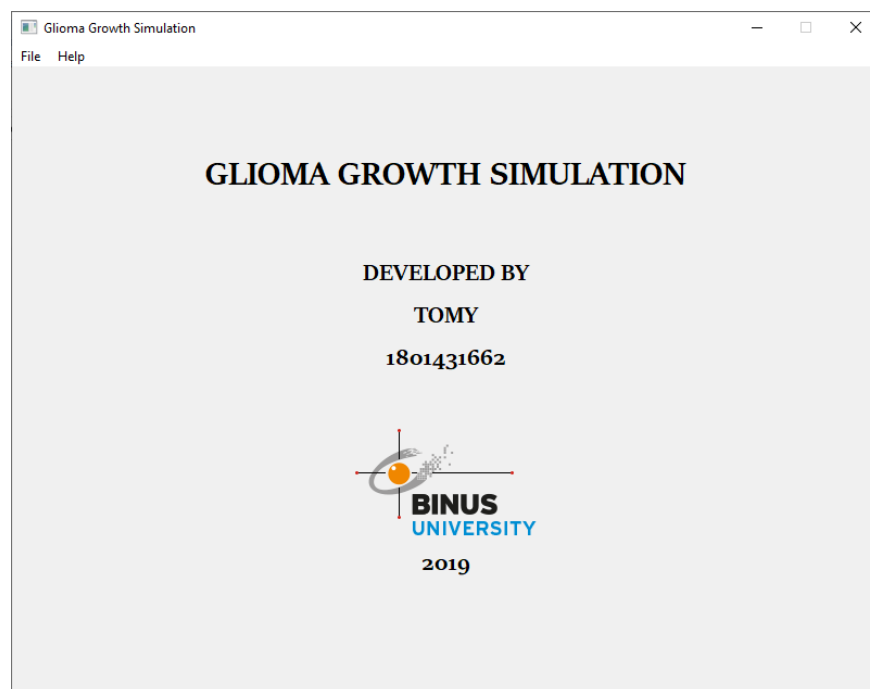 Glioma Growth Simulation
File Help
GLIOMA GROWTH SIMULATION
DEVELOPED BY
TOMY
1801431662
BINUS
UNIVERSITY
2019